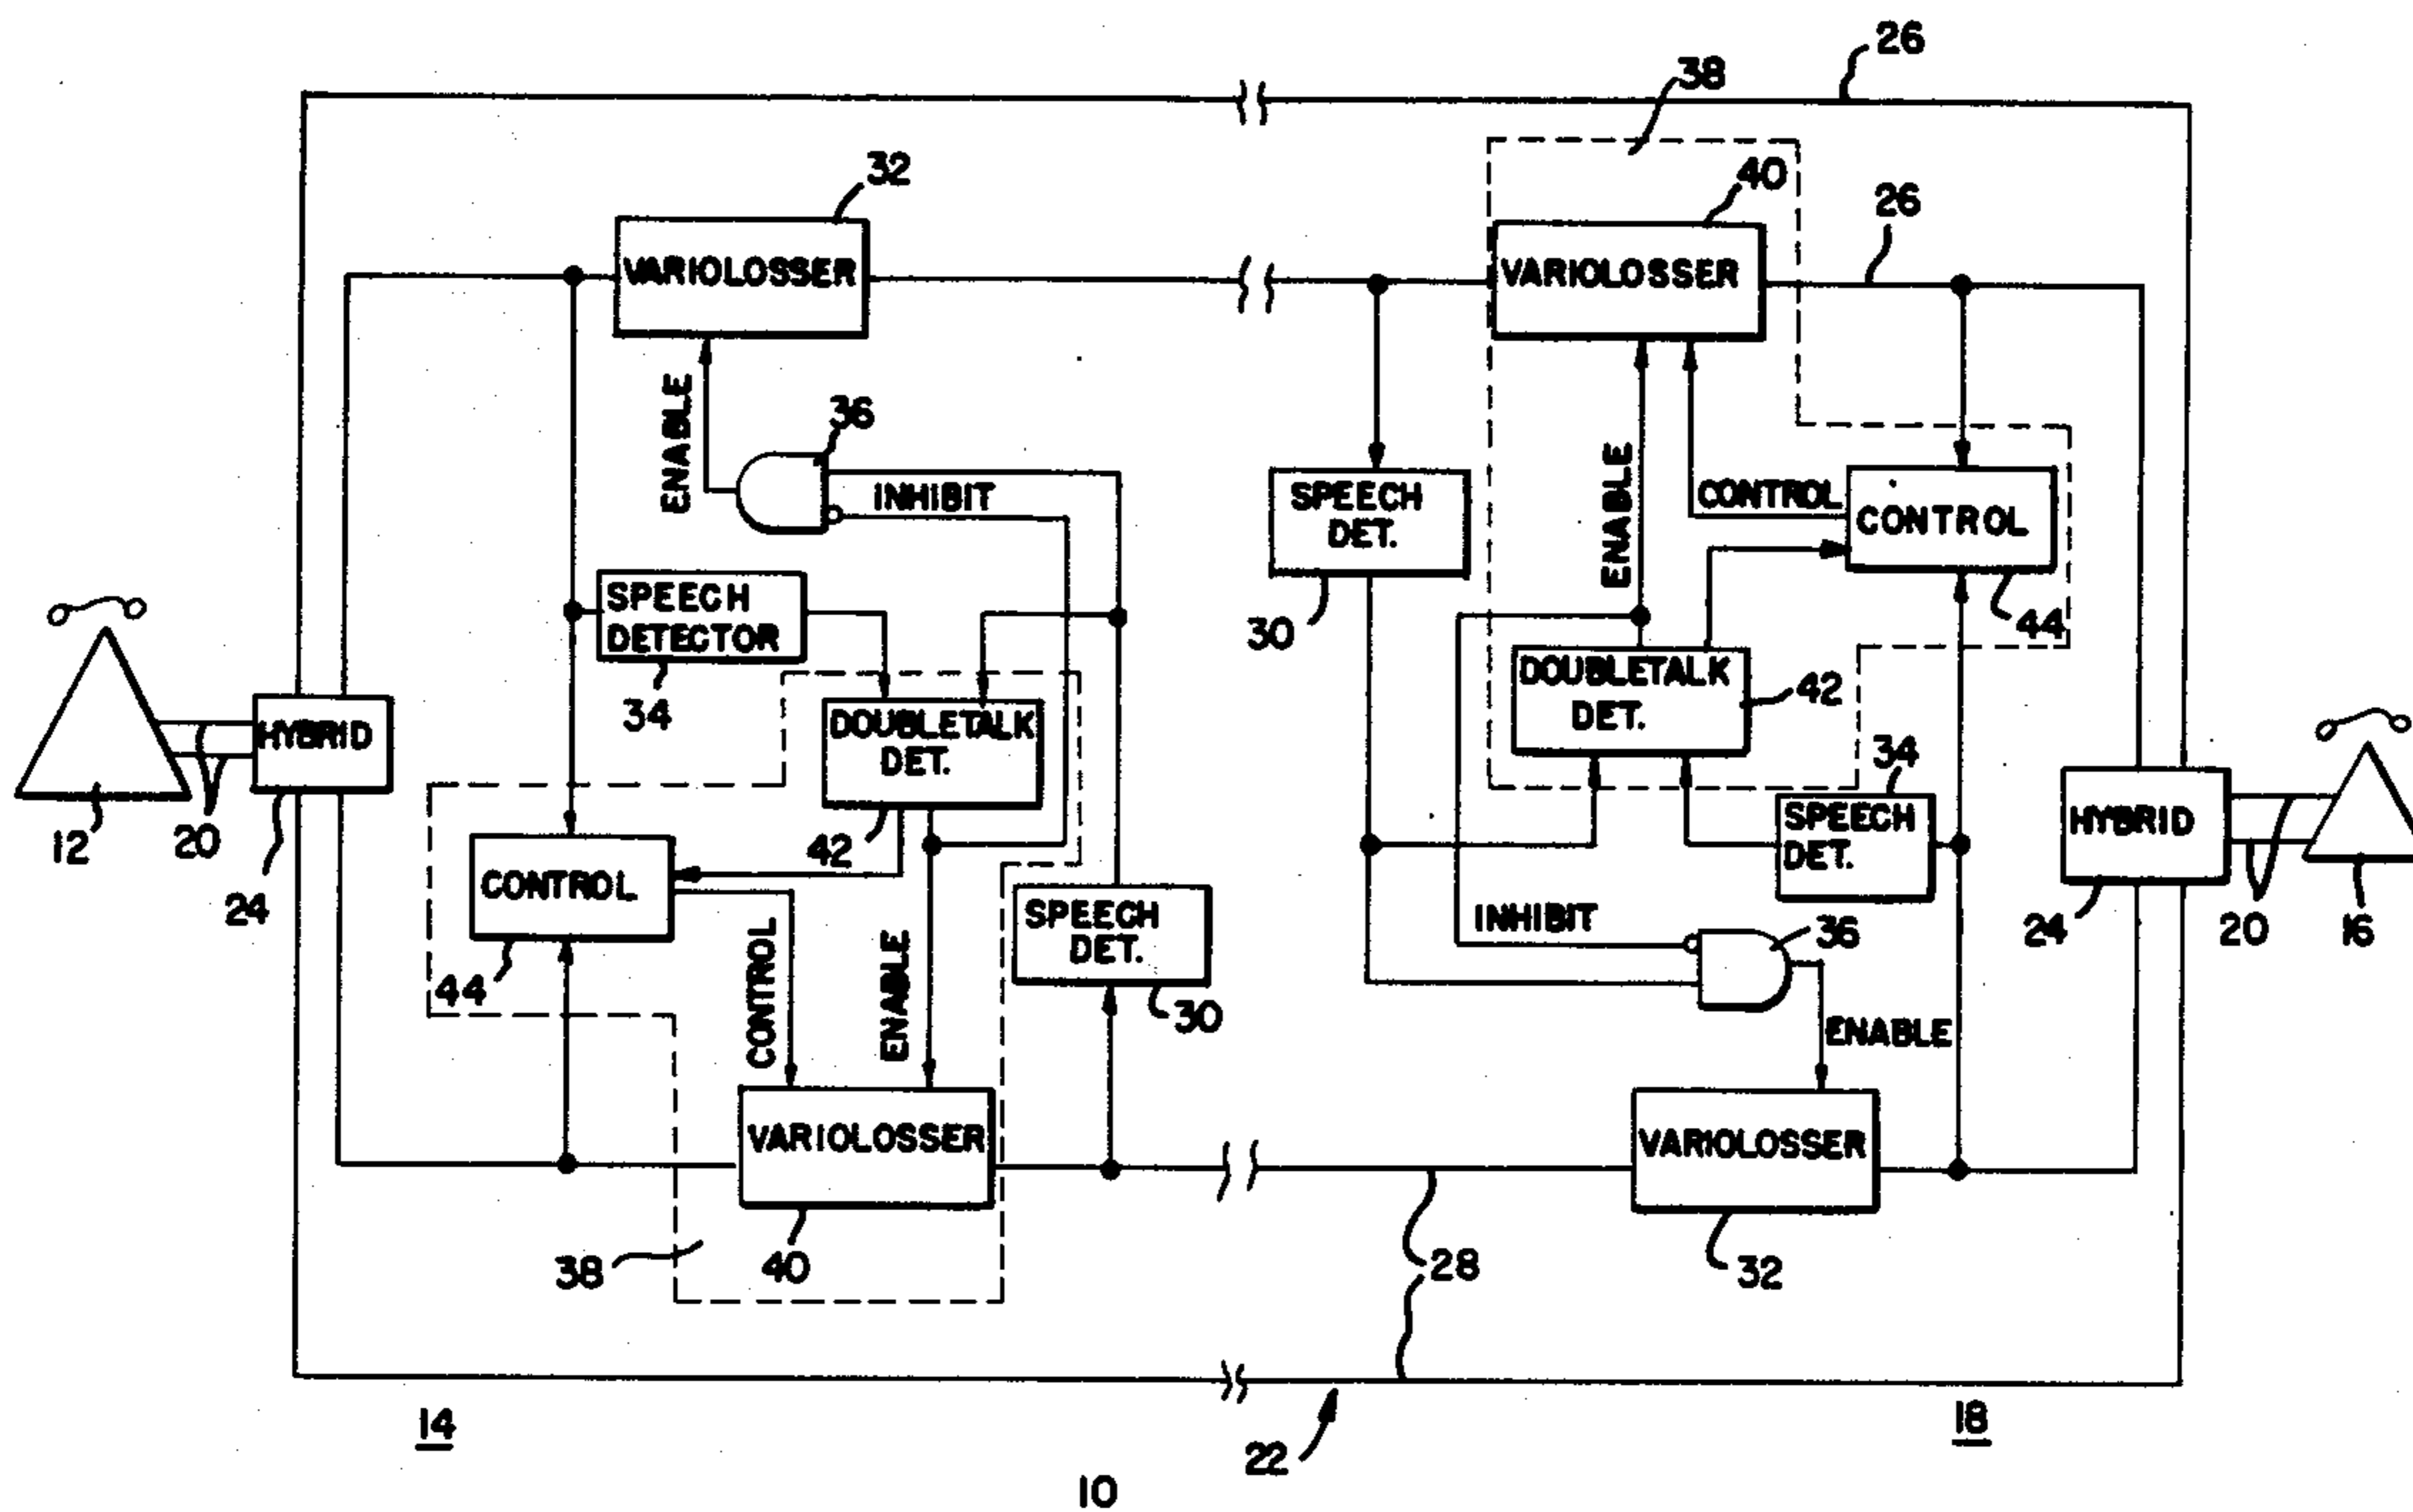 26
38
32
40
26
VARIOLOSSER
VARIOLOSSER
ENABLE
36
INHIBIT
SPEECH
DET.
30
ENABLE
CONTROL
CONTROL
44
SPEECH
DETECTOR
34
DOUBLETALK
DET.
42
DOUBLETALK
DET.
42
34
SPEECH
DET.
HYBRID
12
20
24
HYBRID
24
20
16
CONTROL
44
CONTROL
ENABLE
SPEECH
DET.
30
INHIBIT
36
ENABLE
VARIOLOSSER
40
38
VARIOLOSSER
32
28
14
18
22
10